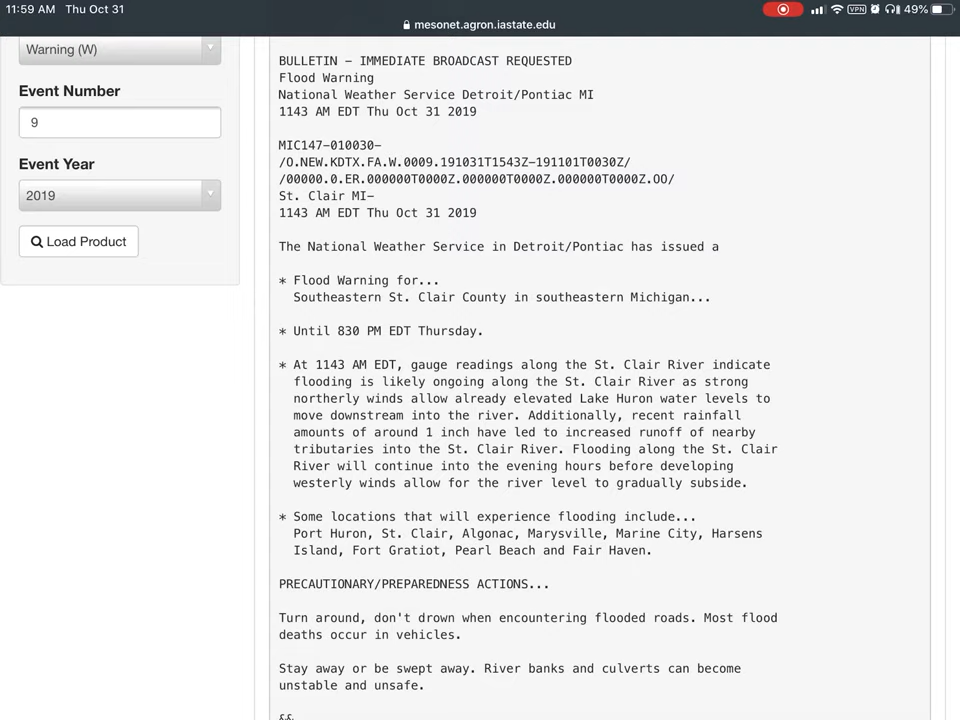 11:59 AM Thu Oct 31
VPN
49%
mesonet.agron.iastate.edu
Warning (W)
Event Number
9
Event Year
2019
Load Product
BULLETIN - IMMEDIATE BROADCAST REQUESTED
Flood Warning
National Weather Service Detroit/Pontiac MI
1143 AM EDT Thu Oct 31 2019
MIC147-010030-
/O.NEW.KDTX.FA.W.0009.191031T1543Z-191101T0030Z/
/00000.0.ER.000000T0000Z.000000T0000Z.000000T0000Z.OO/
St. Clair MI-
1143 AM EDT Thu Oct 31 2019
The National Weather Service in Detroit/Pontiac has issued a
* Flood Warning for...
Southeastern St. Clair County in southeastern Michigan...
* Until 830 PM EDT Thursday.
* At 1143 AM EDT, gauge readings along the St. Clair River indicate
flooding is likely ongoing along the St. Clair River as strong
northerly winds allow already elevated Lake Huron water levels to
move downstream into the river. Additionally, recent rainfall
amounts of around 1 inch have led to increased runoff of nearby
tributaries into the St. Clair River. Flooding along the St. Clair
River will continue into the evening hours before developing
westerly winds allow for the river level to gradually subside.
* Some locations that will experience flooding include...
Port Huron, St. Clair, Algonac, Marysville, Marine City, Harsens
Island, Fort Gratiot, Pearl Beach and Fair Haven.
PRECAUTIONARY/PREPAREDNESS ACTIONS...
Turn around, don't drown when encountering flooded roads. Most flood
deaths occur in vehicles.
Stay away or be swept away. River banks and culverts can become
unstable and unsafe.
&&